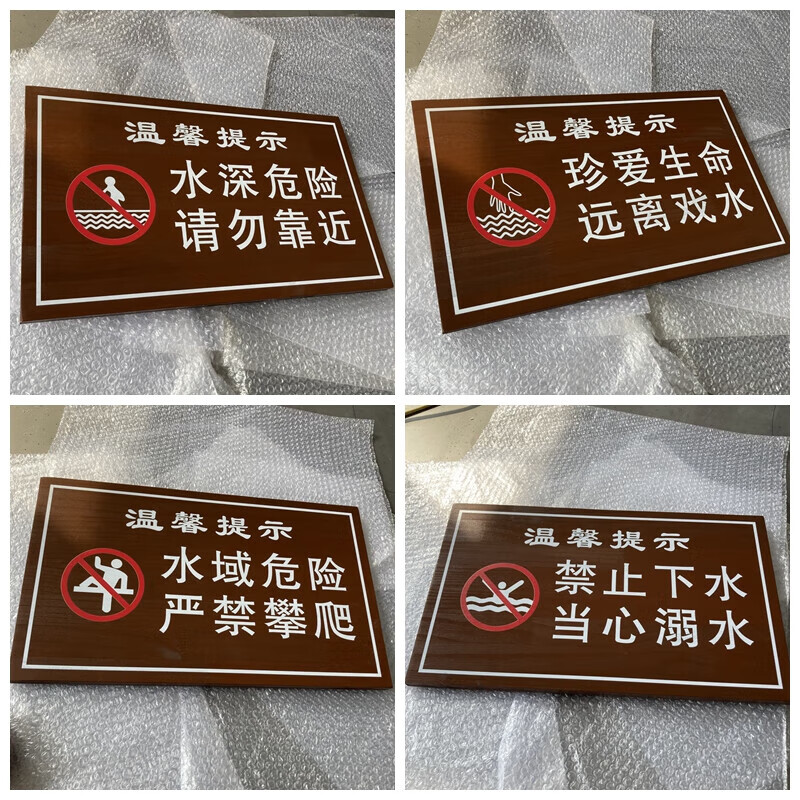 温馨提示
水深危险
请勿靠近
温馨提示
珍爱生命
远离戏水
温馨提示
水域危险
严禁攀爬
温馨提示
禁止下水
当心溺水